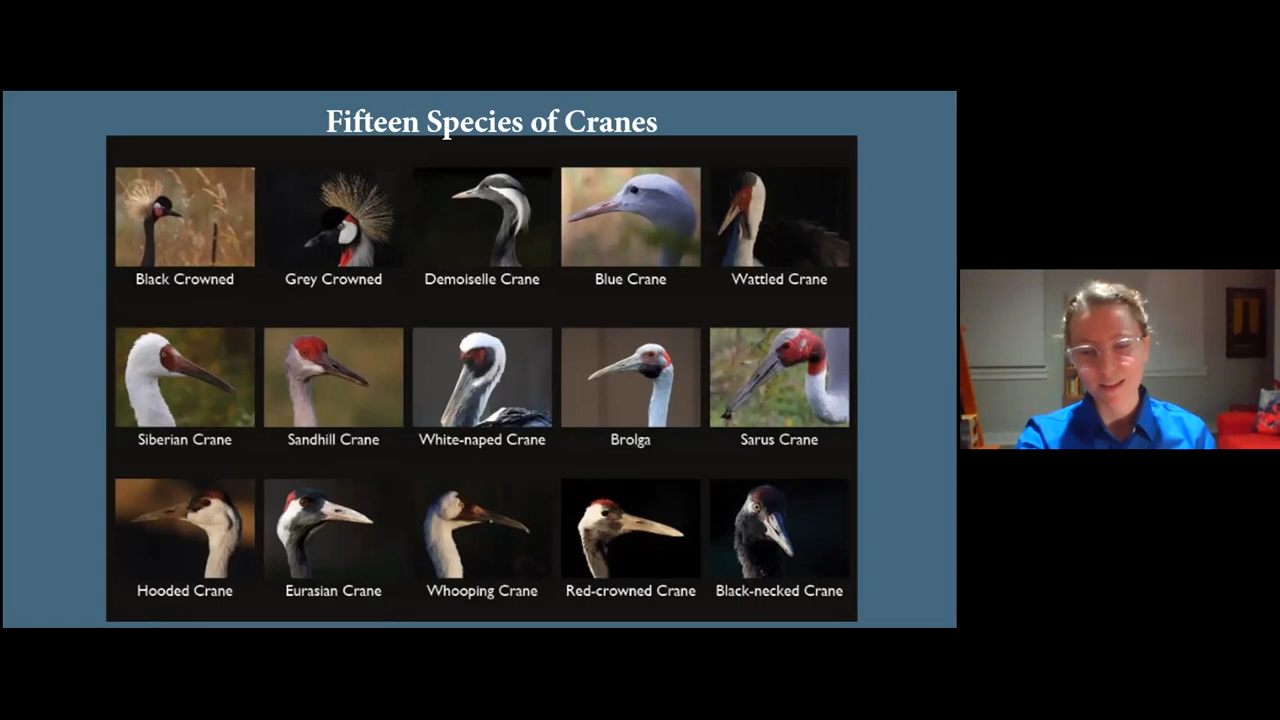 Fifteen Species of Cranes
Black Crowned
Grey Crowned
Demoiselle Crane
Blue Crane
Wattled Crane
Siberian Crane
Sandhill Crane
White-naped Crane
Brolga
Sarus Crane
Hooded Crane
Eurasian Crane
Whooping Crane
Red-crowned Crane
Black-necked Crane